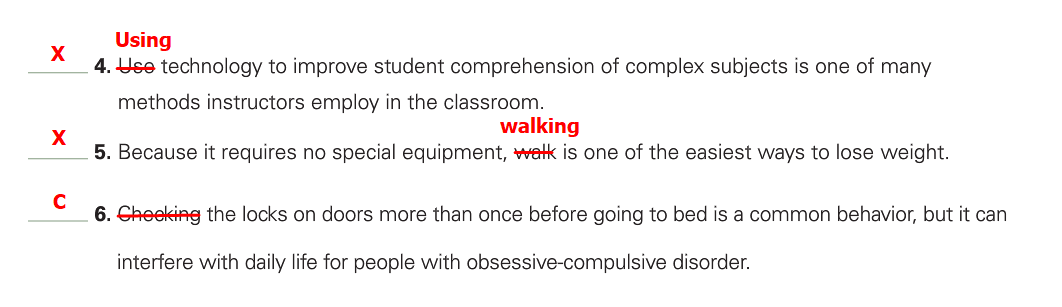 Using
X 4. Use technology to improve student comprehension of complex subjects is one of many
methods instructors employ in the classroom.
walking
X 5. Because it requires no special equipment, walk is one of the easiest ways to lose weight.
C 6. Checking the locks on doors more than once before going to bed is a common behavior, but it can
interfere with daily life for people with obsessive-compulsive disorder.